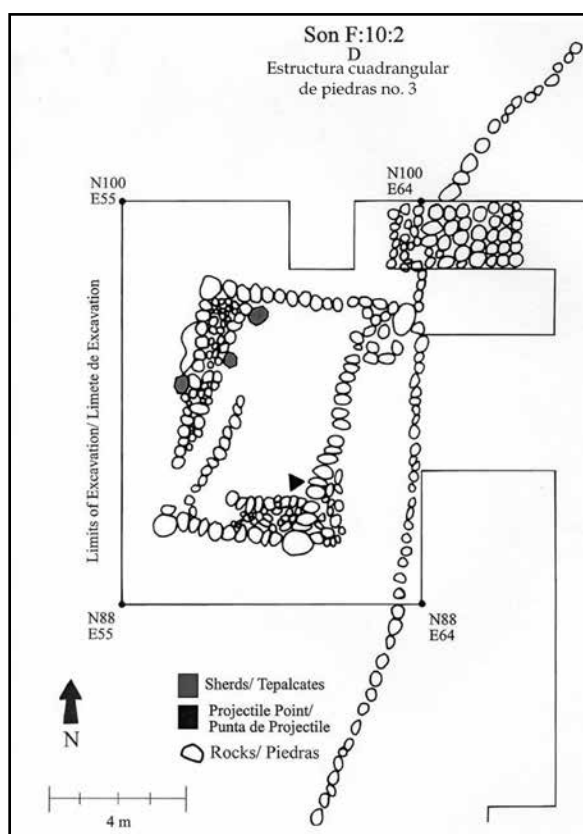 Son F:10:2
D
Estructura cuadrangular
de piedras no. 3
N100
E55
N100
E64
Limits of Excavation/ Limete de Excavation
N88
E55
N88
E64
Sherds/ Tepalcates
Projectile Point/
Punta de Projectile
Rocks/ Piedras
N
4 m